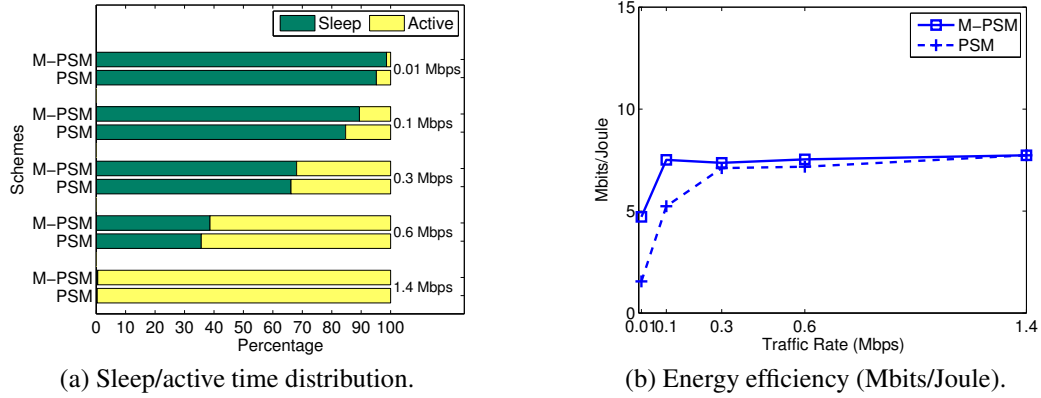 Sleep Active
M-PSM
PSM
0.01 Mbps
M-PSM
PSM
0.1 Mbps
M-PSM
PSM
0.3 Mbps
M-PSM
PSM
0.6 Mbps
M-PSM
PSM
1.4 Mbps
Schemes
0 10 20 30 40 50 60 70 80 90 100
Percentage
(a) Sleep/active time distribution.
M-PSM
PSM
15
10
5
0
Mbits/Joule
0.01 0.1 0.3 0.6 1.4
Traffic Rate (Mbps)
(b) Energy efficiency (Mbits/Joule).